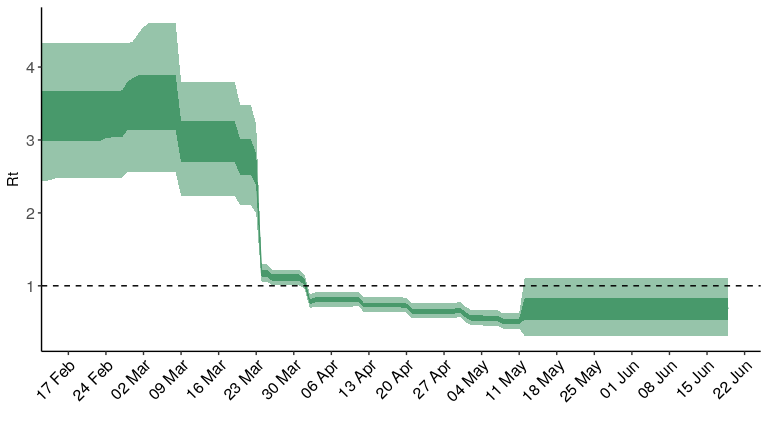 Rt
4
3
2
1
17 Feb
24 Feb
02 Mar
09 Mar
16 Mar
23 Mar
30 Mar
06 Apr
13 Apr
20 Apr
27 Apr
04 May
11 May
18 May
25 May
01 Jun
08 Jun
15 Jun
22 Jun